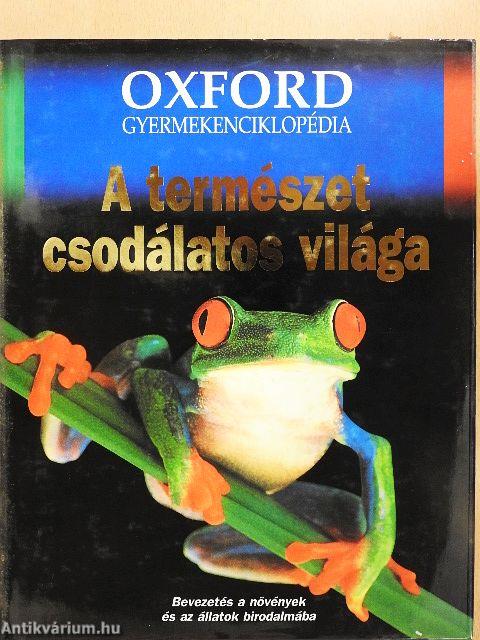 OXFORD
GYERMEKENCIKLOPÉDIA
A természet
csodálatos világa
Bevezetés a növények
és az állatok birodalmába
Antikvárium.hu